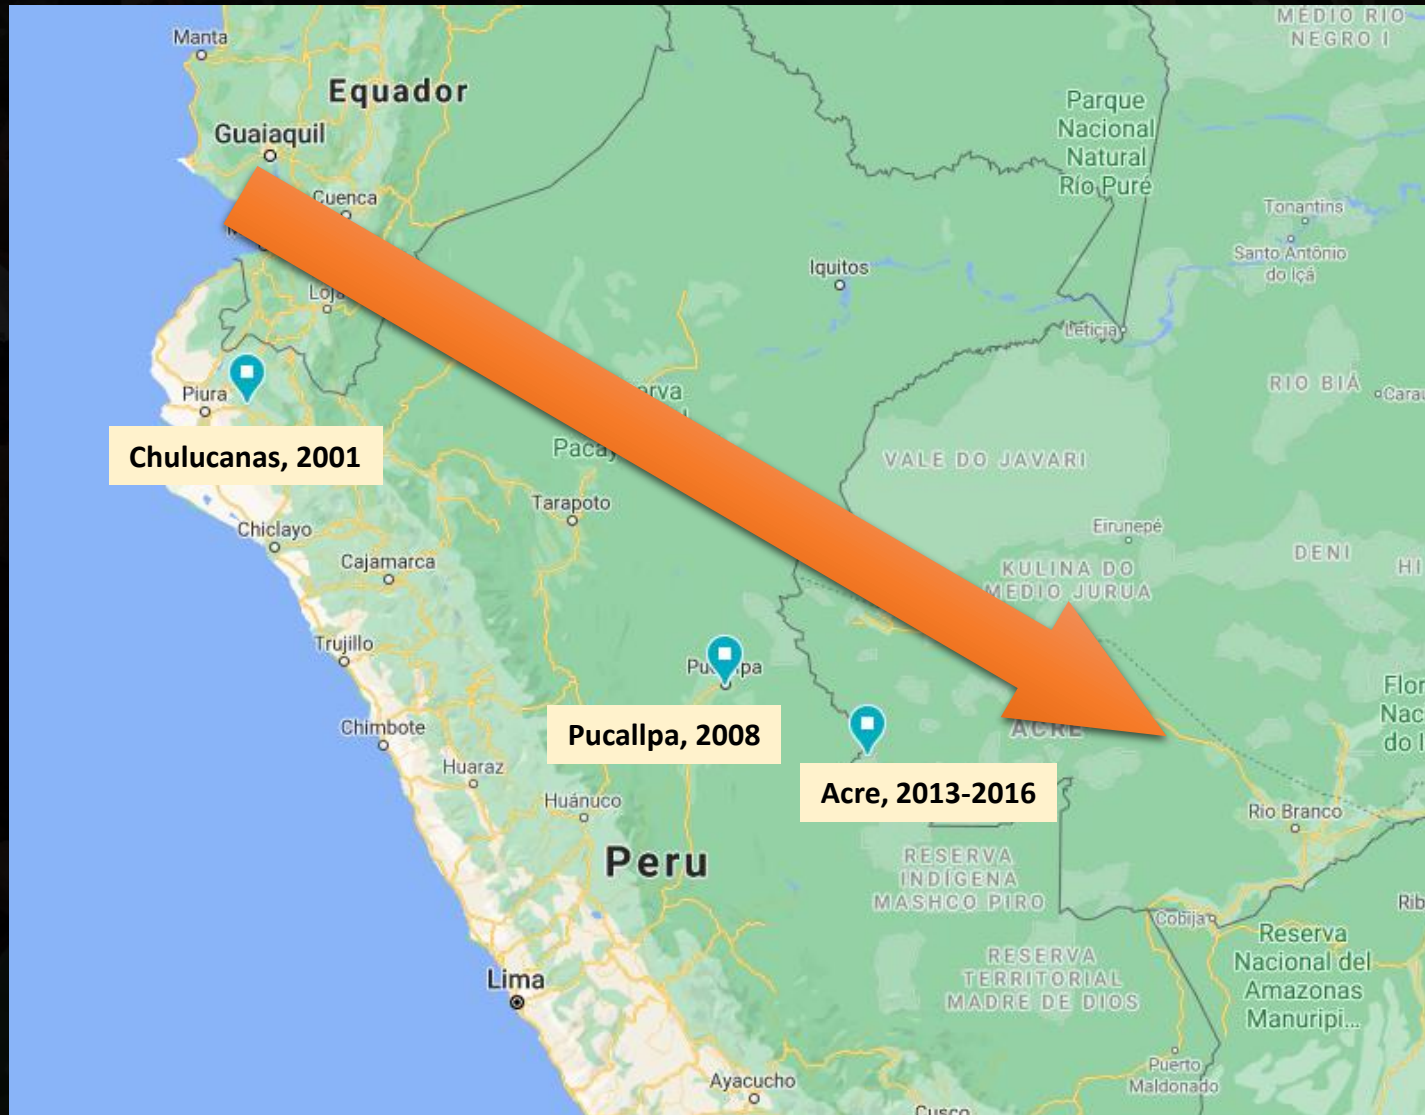 MÉDIO RIO
NEGRO I
Manta
Equador
Parque
Nacional
Natural
Río Puré
Guaiaquil
Cuenca
Tonantins
Santo Antônio
do Içá
Iquitos
Leticia
Piura
RIO BIÁ
Chulucanas, 2001
VALE DO JAVARI
Tarapoto
Chiclayo
Eirunepé
Cajamarca
DENI
KULINA DO
MÉDIO JURUA
Trujillo
Chimbote
Pucallpa, 2008
ACRE
Huaraz
Acre, 2013-2016
Huánuco
Rio Branco
Peru
RESERVA
INDÍGENA
MASHCO PIRO
Cobija
Reserva
Nacional del
Amazonas
Manuripi...
RESERVA
TERRITORIAL
MADRE DE DIOS
Lima
Puerto
Maldonado
Ayacucho
Cusco